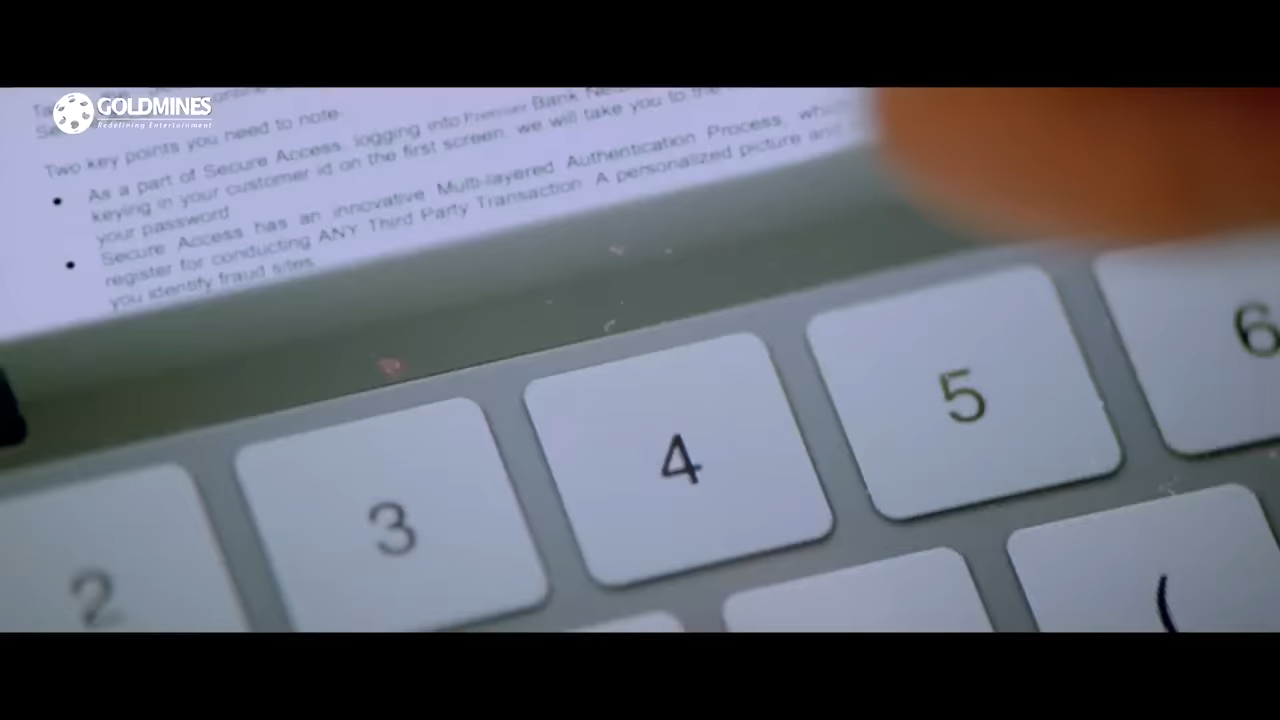 GOLDMINES
Redefining Entertainment
Two key points you need to note.
• As a part of Secure Access, logging into Premier Bank
keying in your customer id on the first screen, we will take you to the
your password
• Secure Access has an innovative Multi-layered Authentication Process,
register for conducting ANY Third Party Transaction. A personalized picture and
you identify fraud sites
2 3 4 5 6
(